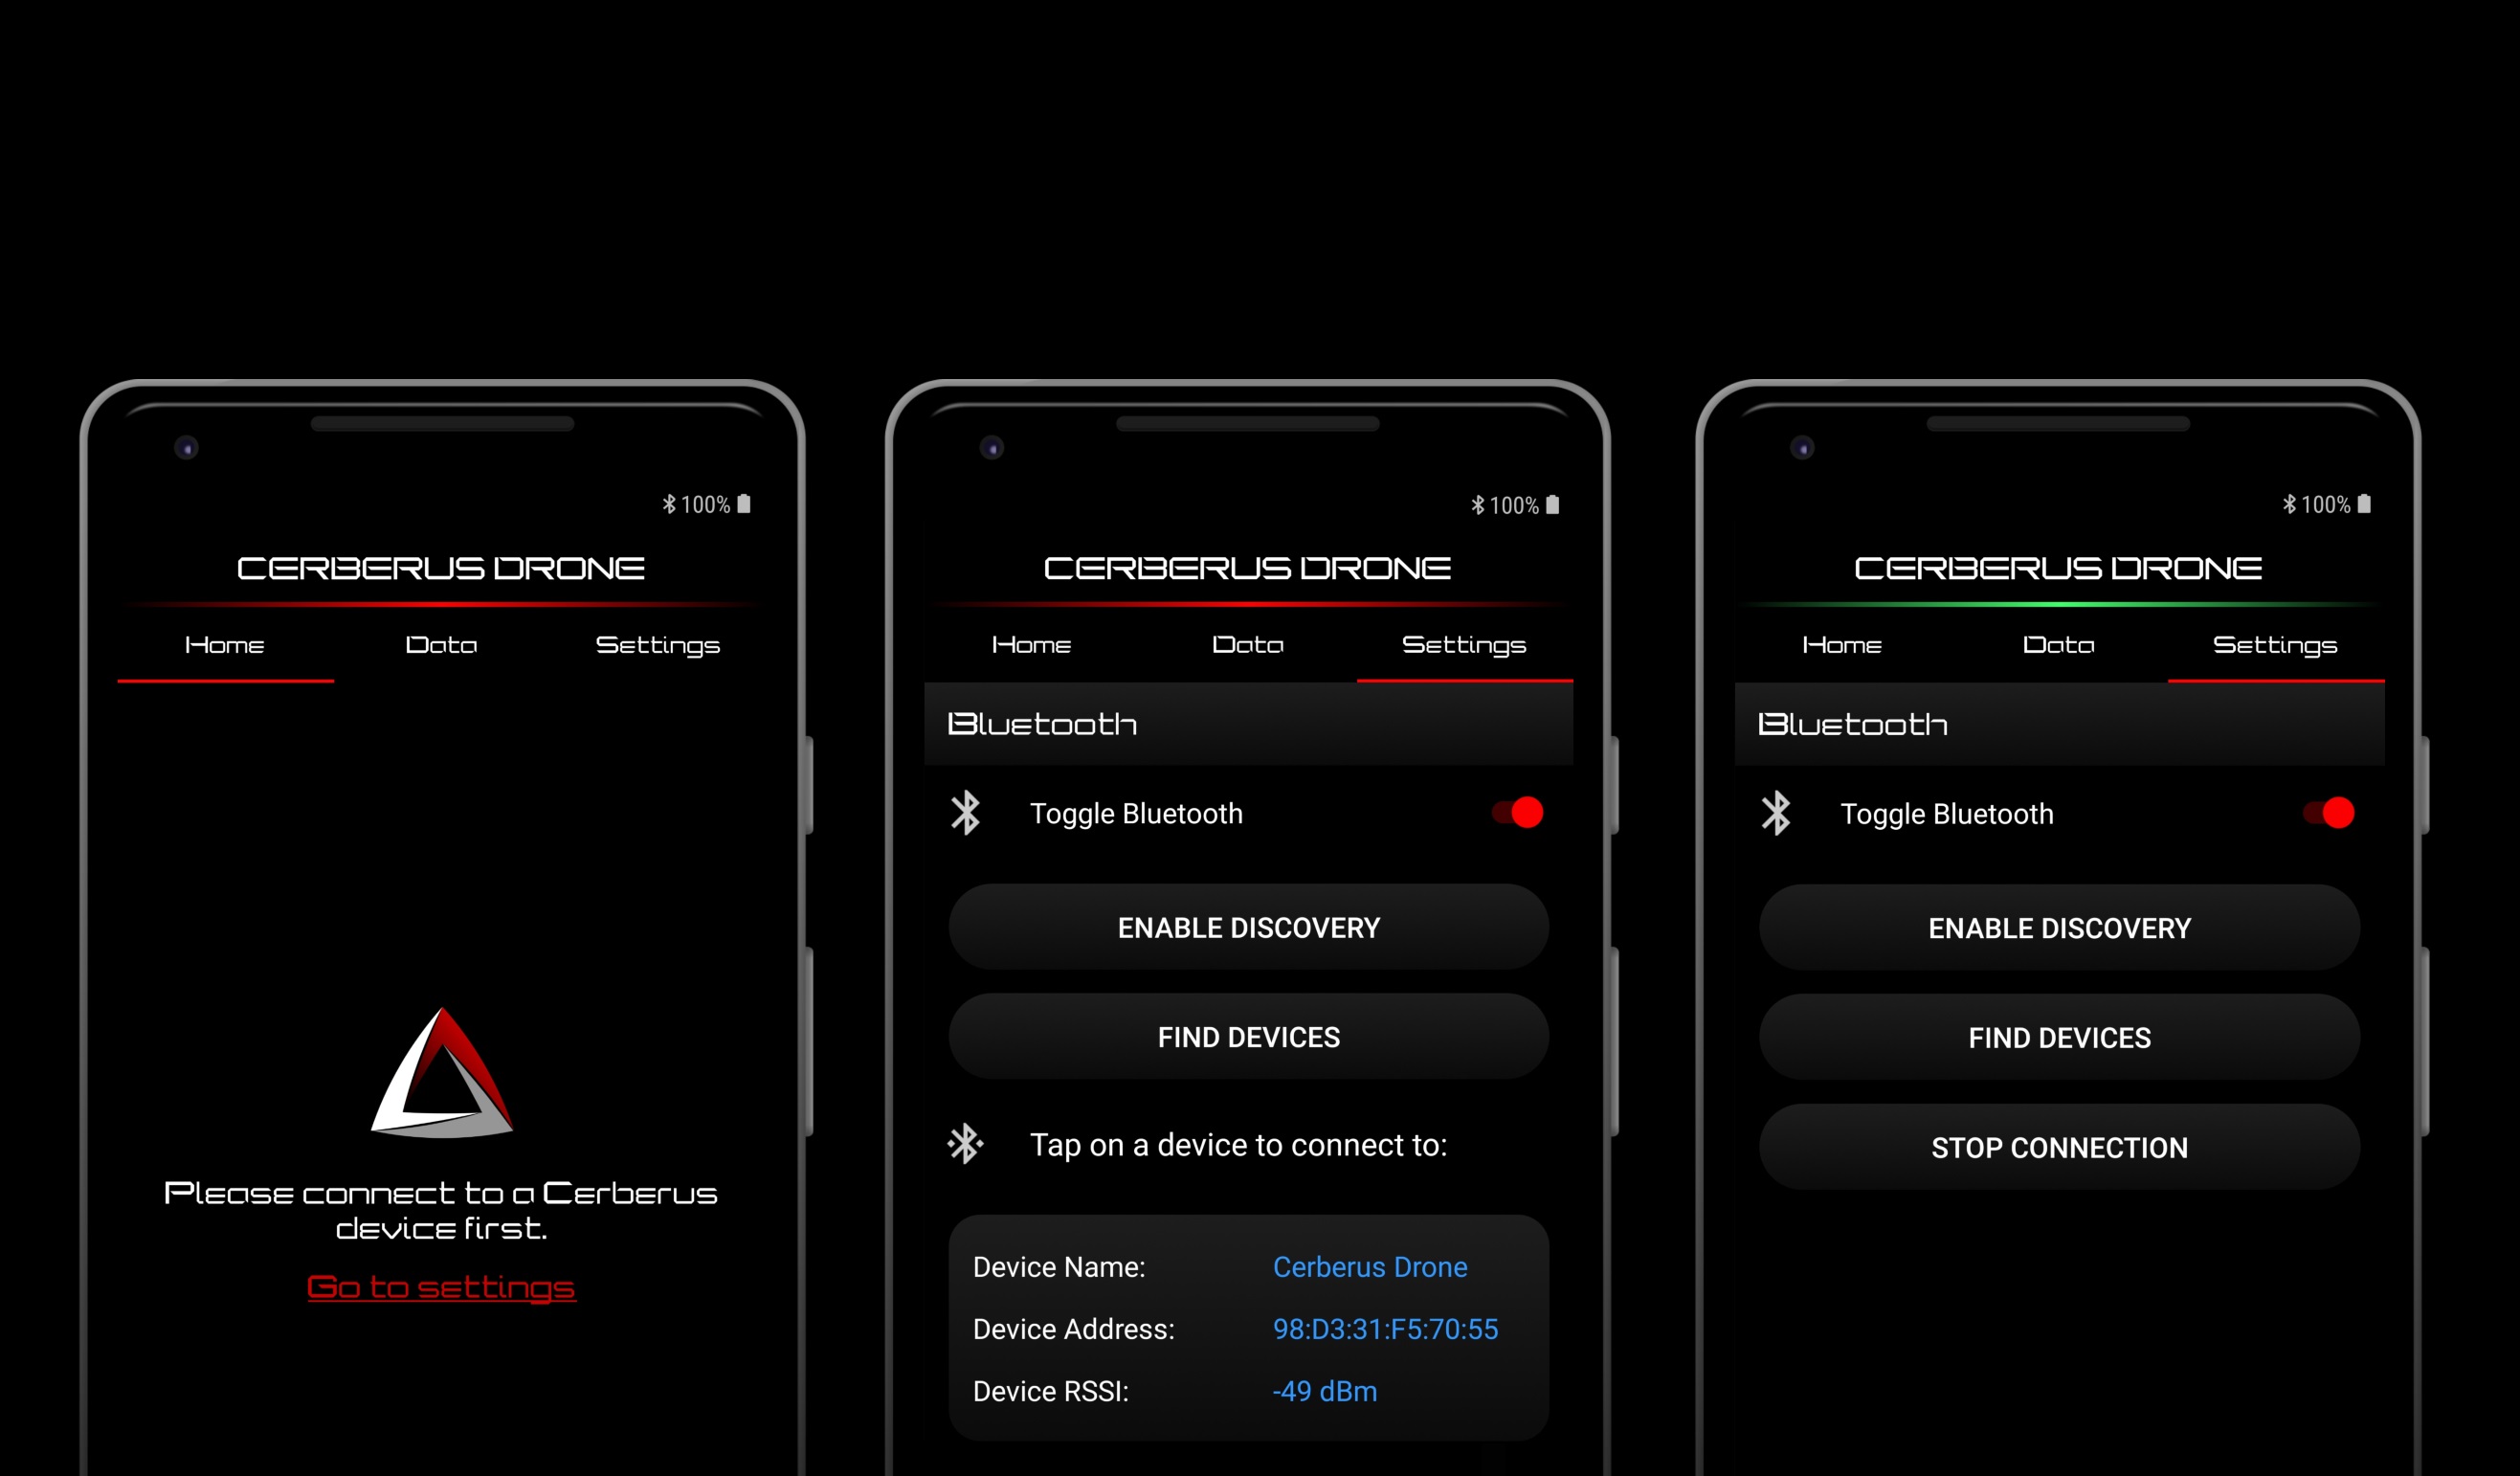 100%
CERBERUS DRONE
Home Data Settings
Please connect to a Cerberus
device first.
Go to settings
100%
CERBERUS DRONE
Home Data Settings
Bluetooth
Toggle Bluetooth
ENABLE DISCOVERY
FIND DEVICES
Tap on a device to connect to:
Device Name: Cerberus Drone
Device Address: 98:D3:31:F5:70:55
Device RSSI: -49 dBm
100%
CERBERUS DRONE
Home Data Settings
Bluetooth
Toggle Bluetooth
ENABLE DISCOVERY
FIND DEVICES
STOP CONNECTION